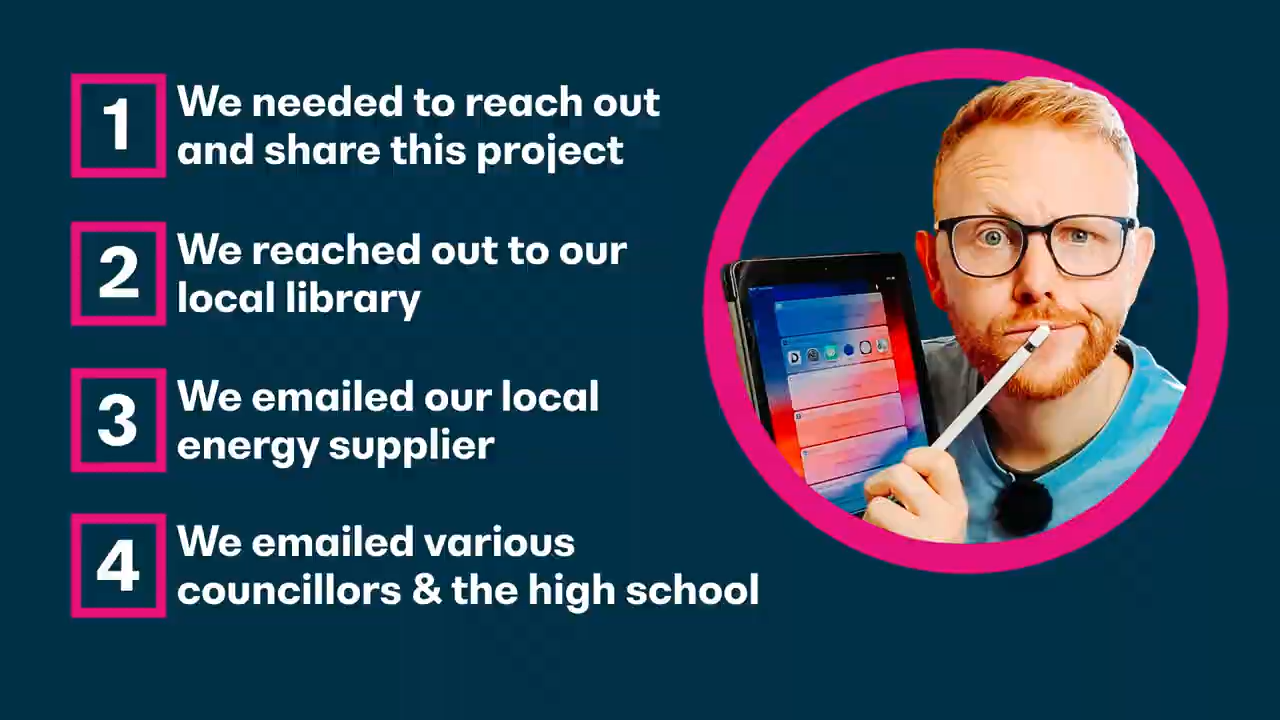 1
We needed to reach out
and share this project
2
We reached out to our
local library
3
We emailed our local
energy supplier
4
We emailed various
councillors & the high school